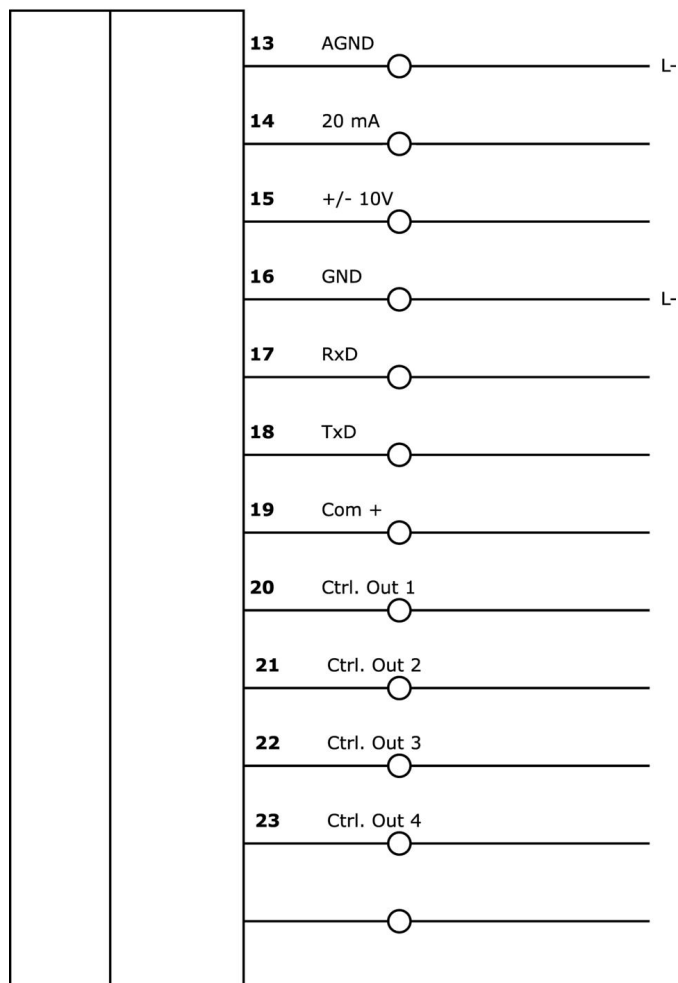 13 AGND L-
14 20 mA
15 +/- 10V
16 GND L-
17 RxD
18 TxD
19 Com +
20 Ctrl. Out 1
21 Ctrl. Out 2
22 Ctrl. Out 3
23 Ctrl. Out 4